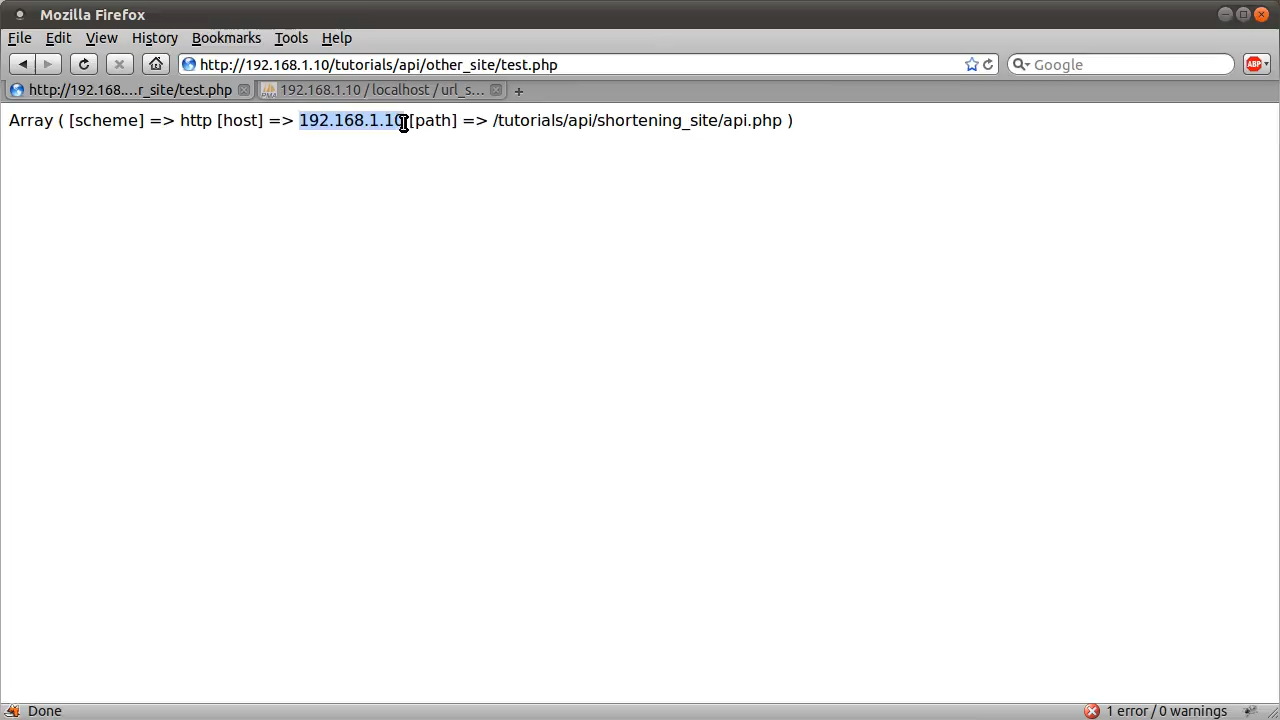 Mozilla Firefox
File Edit View History Bookmarks Tools Help
http://192.168.1.10/tutorials/api/other_site/test.php
Google
ABP
http://192.168....r_site/test.php
PMA
192.168.1.10 / localhost / url_s...
Array ( [scheme] => http [host] => 192.168.1.10 [path] => /tutorials/api/shortening_site/api.php )
Done
1 error / 0 warnings